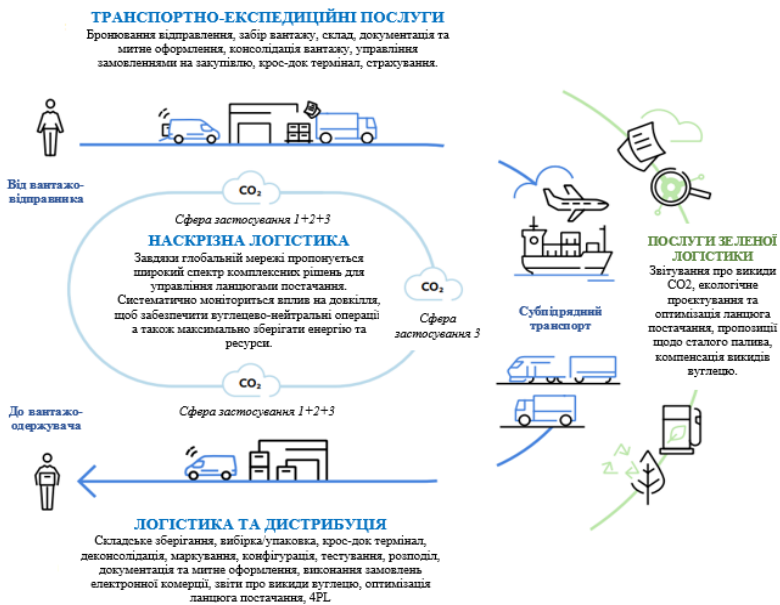 ТРАНСПОРТНО-ЕКСПЕДИЦІЙНІ ПОСЛУГИ
Бронювання відправлення, забір вантажу, склад, документація та
митне оформлення, консолідація вантажу, управління
замовленнями на закупівлю, крос-док термінал, страхування.
Від вантажо-
відправника
CO₂
Сфера застосування 1+2+3
НАСКРІЗНА ЛОГІСТИКА
Завдяки глобальній мережі пропонується
широкий спектр комплексних рішень для
управління ланцюгами постачання.
Систематично моніториться вплив на довкілля,
щоб забезпечити вуглецево-нейтральні операції
а також максимально зберігати енергію та
ресурси.
CO₂
Сфера
застосування 3
CO₂
Сфера застосування 1+2+3
Субпідрядний
транспорт
ПОСЛУГИ ЗЕЛЕНОЇ
ЛОГІСТИКИ
Звітування про викиди
СО2, екологічне
проєктування та
оптимізація ланцюга
постачання, пропозиції
щодо сталого палива,
компенсація викидів
вуглецю.
До вантажо-
одержувача
ЛОГІСТИКА ТА ДИСТРИБУЦІЯ
Складське зберігання, вибірка/упаковка, крос-док термінал,
деконсолідація, маркування, конфігурація, тестування, розподіл,
документація та митне оформлення, виконання замовлень
електронної комерції, звіти про викиди вуглецю, оптимізація
ланцюга постачання, 4PL